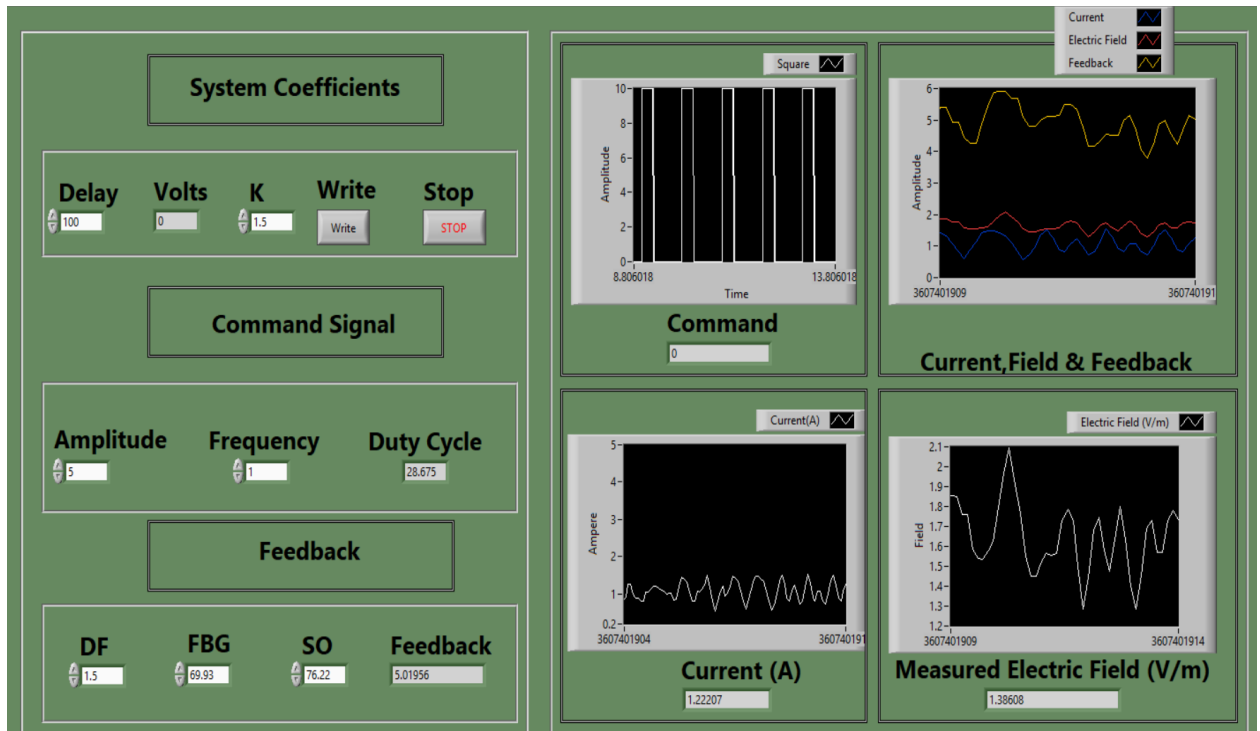 System Coefficients
Delay Volts K Write Stop
100 0 1.5 Write STOP
Command Signal
Amplitude Frequency Duty Cycle
5 1 28.675
Feedback
DF FBG SO Feedback
1.5 69.93 76.22 5.01956
Square
10
8
6
4
2
0
Amplitude
8.806018 13.806018
Time
Command
0
Current
Electric Field
Feedback
6
5
4
3
2
1
0
Amplitude
3607401909 360740191
Current,Field & Feedback
Current(A)
5
4
3
2
1
0.2
Ampere
3607401904 360740191
Current (A)
1.22207
Electric Field (V/m)
2.1
2
1.9
1.8
1.7
1.6
1.5
1.4
1.3
1.2
Field
3607401909 3607401914
Measured Electric Field (V/m)
1.38608